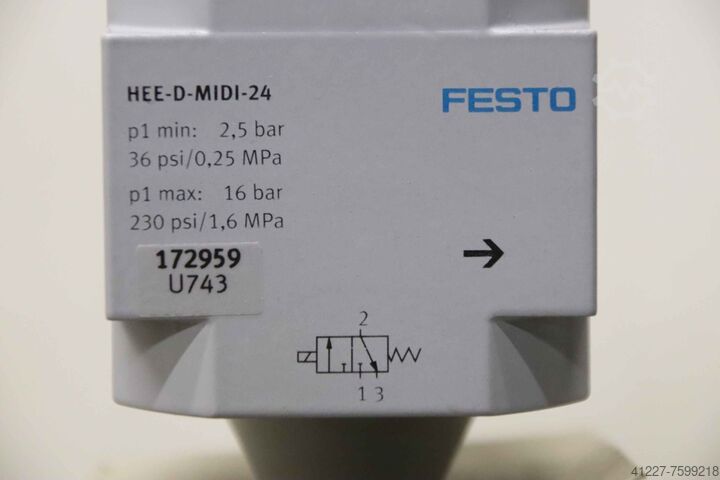 HEE-D-MIDI-24
FESTO
p1 min: 2,5 bar
36 psi/0,25 MPa
p1 max: 16 bar
230 psi/1,6 MPa
172959
U743
2
1 3
41227-7599218